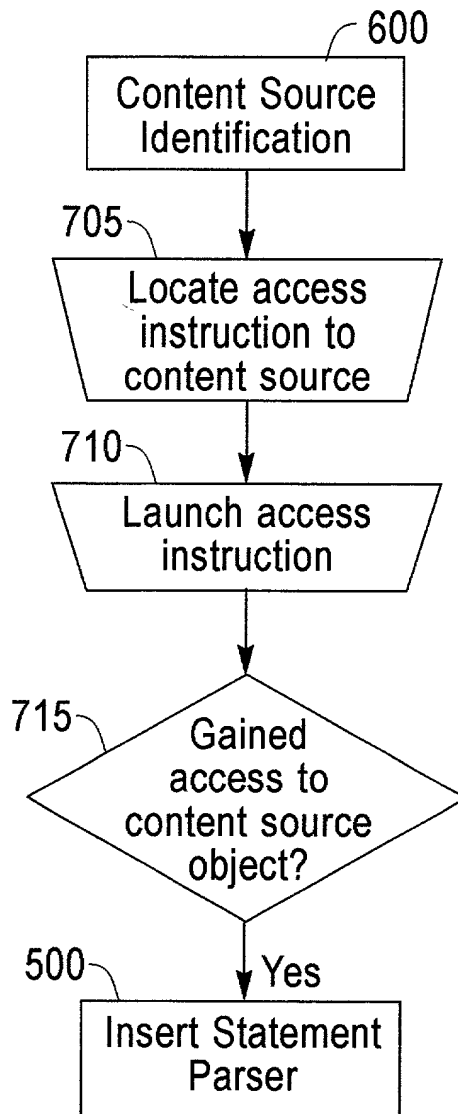 600
Content Source
Identification
705
Locate access
instruction to
content source
710
Launch access
instruction
715
Gained
access to
content source
object?
Yes
500
Insert Statement
Parser